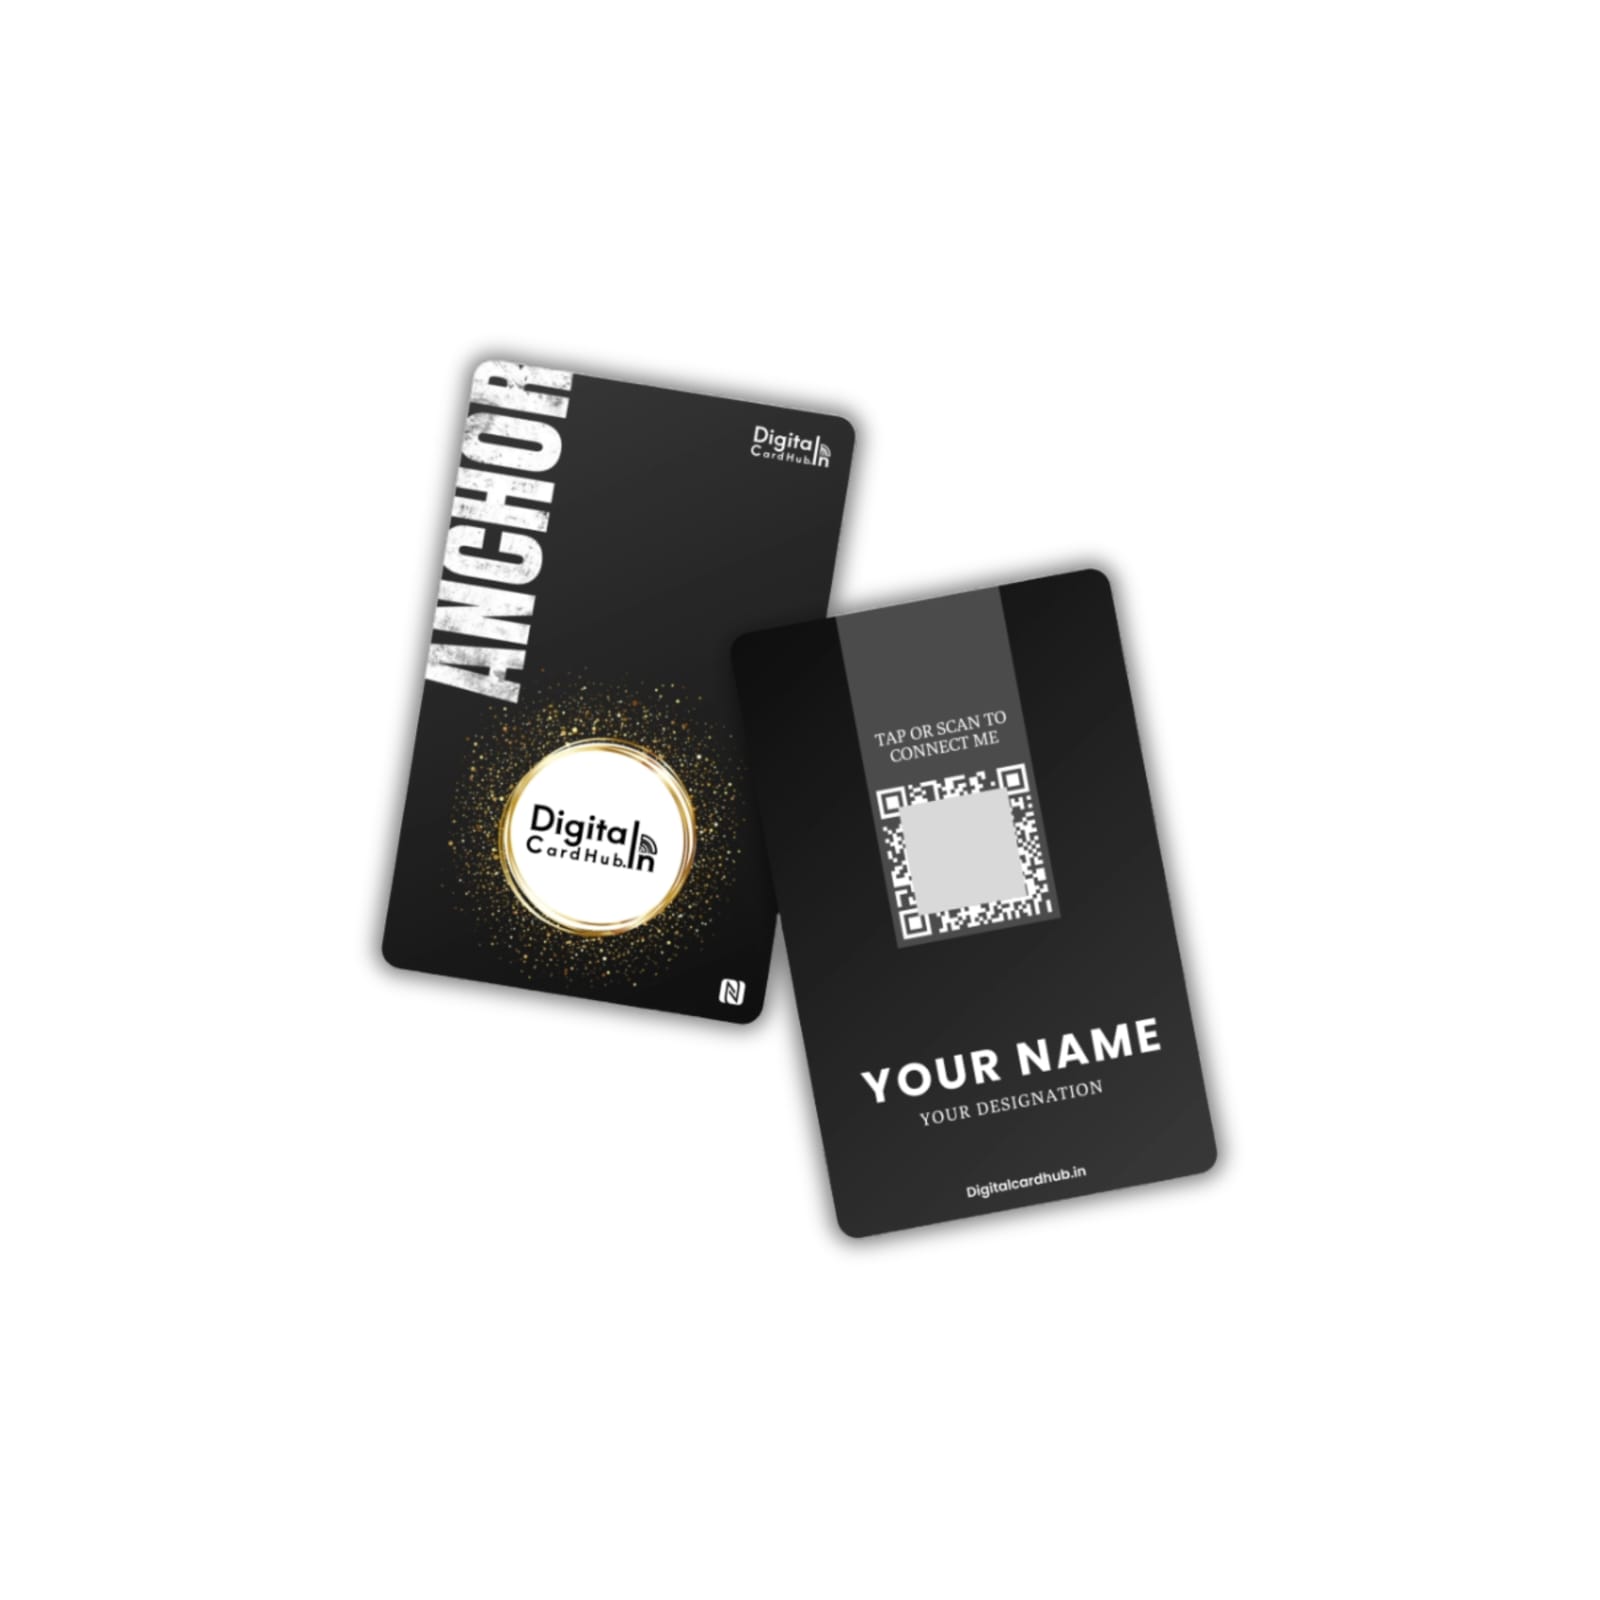 ANCHOR
Digital
CardHub.in
Digital
CardHub.in
TAP OR SCAN TO
CONNECT ME
YOUR NAME
YOUR DESIGNATION
Digitalcardhub.in